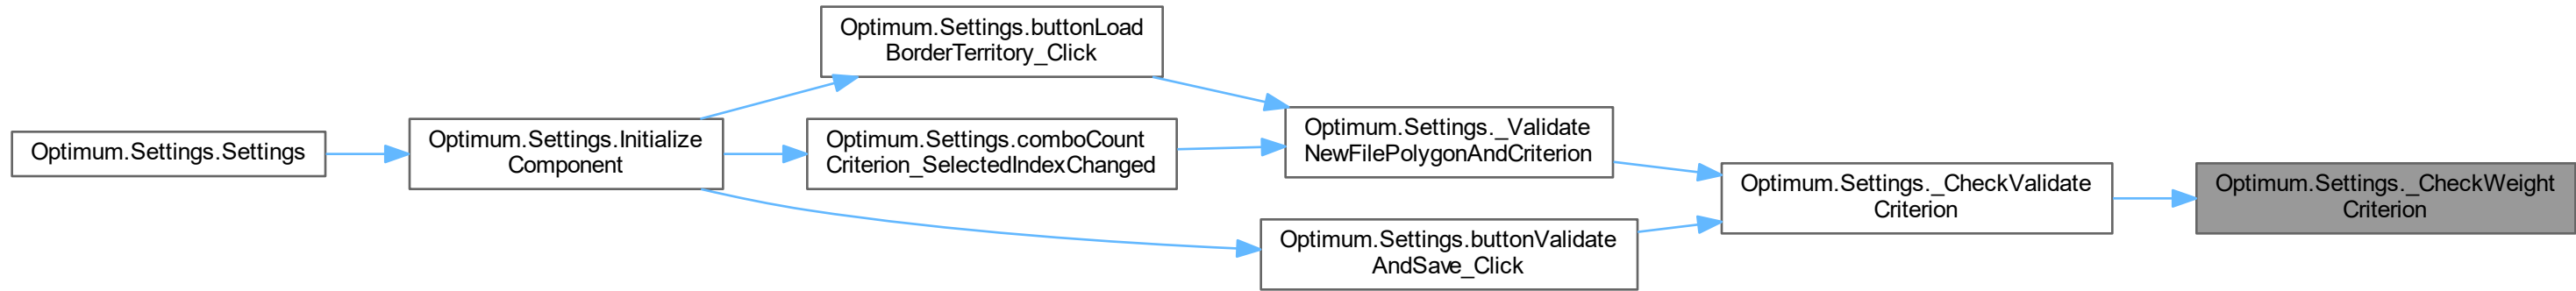 Optimum.Settings.Settings
Optimum.Settings.Initialize
Component
Optimum.Settings.buttonLoad
BorderTerritory_Click
Optimum.Settings.comboCount
Criterion_SelectedIndexChanged
Optimum.Settings._Validate
NewFilePolygonAndCriterion
Optimum.Settings.buttonValidate
AndSave_Click
Optimum.Settings._CheckValidate
Criterion
Optimum.Settings._CheckWeight
Criterion